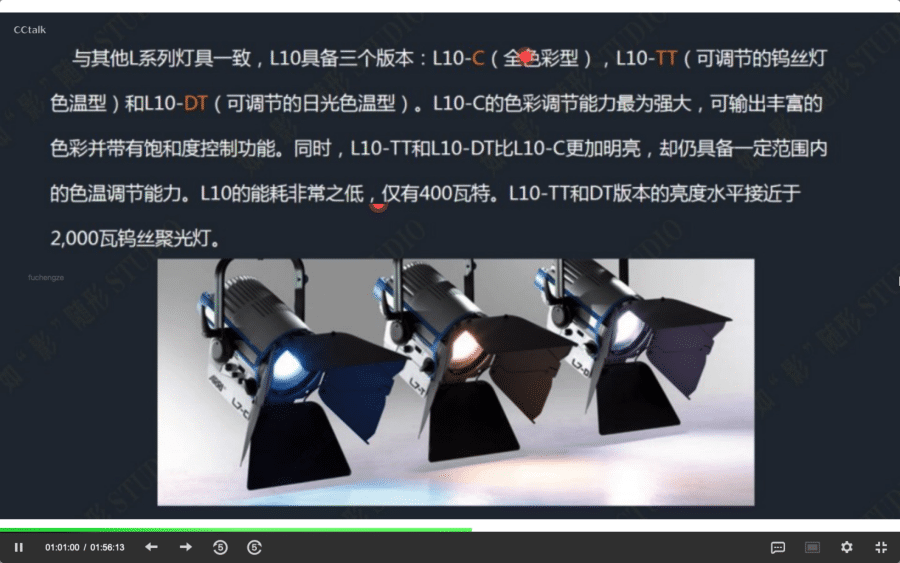 CCtalk
与其他L系列灯具一致，L10具备三个版本：L10-C（全色彩型），L10-TT（可调节的钨丝灯
色温型）和L10-DT（可调节的日光色温型）。L10-C的色彩调节能力最为强大，可输出丰富的
色彩并带有饱和度控制功能。同时，L10-TT和L10-DT比L10-C更加明亮，却仍具备一定范围内
的色温调节能力。L10的能耗非常之低，仅有400瓦特。L10-TT和DT版本的亮度水平接近于
2,000瓦钨丝聚光灯。
fuchengze
L7-C
01:01:00 / 01:56:13
5
5